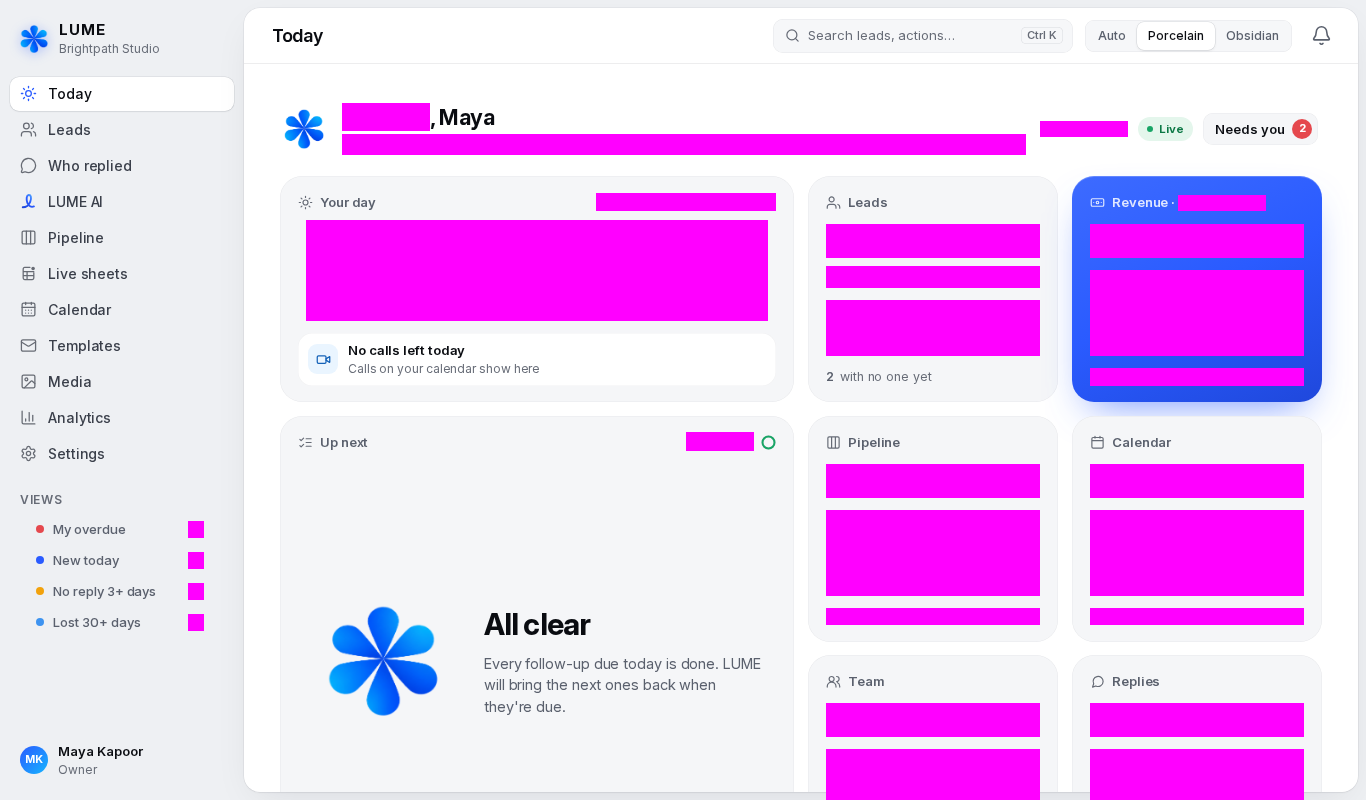 LUME
Brightpath Studio
Today
Leads
Who replied
LUME AI
Pipeline
Live sheets
Calendar
Templates
Media
Analytics
Settings
VIEWS
My overdue
New today
No reply 3+ days
Lost 30+ days
MK
Maya Kapoor
Owner
Today
Search leads, actions…
Ctrl K
Auto
Porcelain
Obsidian
, Maya
Live
Needs you
2
Your day
No calls left today
Calls on your calendar show here
Leads
2 with no one yet
Revenue ·
Up next
All clear
Every follow-up due today is done. LUME
will bring the next ones back when
they're due.
Pipeline
Calendar
Team
Replies